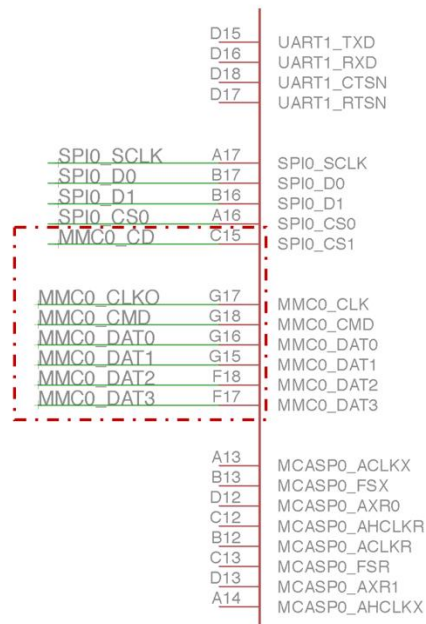 D15 UART1_TXD
D16 UART1_RXD
D18 UART1_CTSN
D17 UART1_RTSN
SPI0_SCLK A17 SPI0_SCLK
SPI0_D0 B17 SPI0_D0
SPI0_D1 B16 SPI0_D1
SPI0_CS0 A16 SPI0_CS0
MMC0_CD C15 SPI0_CS1
MMC0_CLKO G17 MMC0_CLK
MMC0_CMD G18 MMC0_CMD
MMC0_DAT0 G16 MMC0_DAT0
MMC0_DAT1 G15 MMC0_DAT1
MMC0_DAT2 F18 MMC0_DAT2
MMC0_DAT3 F17 MMC0_DAT3
A13 MCASP0_ACLKX
B13 MCASP0_FSX
D12 MCASP0_AXR0
C12 MCASP0_AHCLKR
B12 MCASP0_ACLKR
C13 MCASP0_FSR
D13 MCASP0_AXR1
A14 MCASP0_AHCLKX